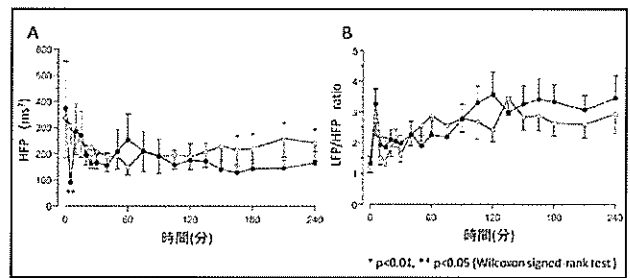 A
B
HFP (ms²)
600
400
300
200
100
0
0 60 120 180 240
時間(分)
* *
* * * *
LFP/HFP ratio
5
4
3
2
1
0
0 60 120 180 240
時間(分)
* p<0.01, ** p<0.05 (Wilcoxon signed-rank test)